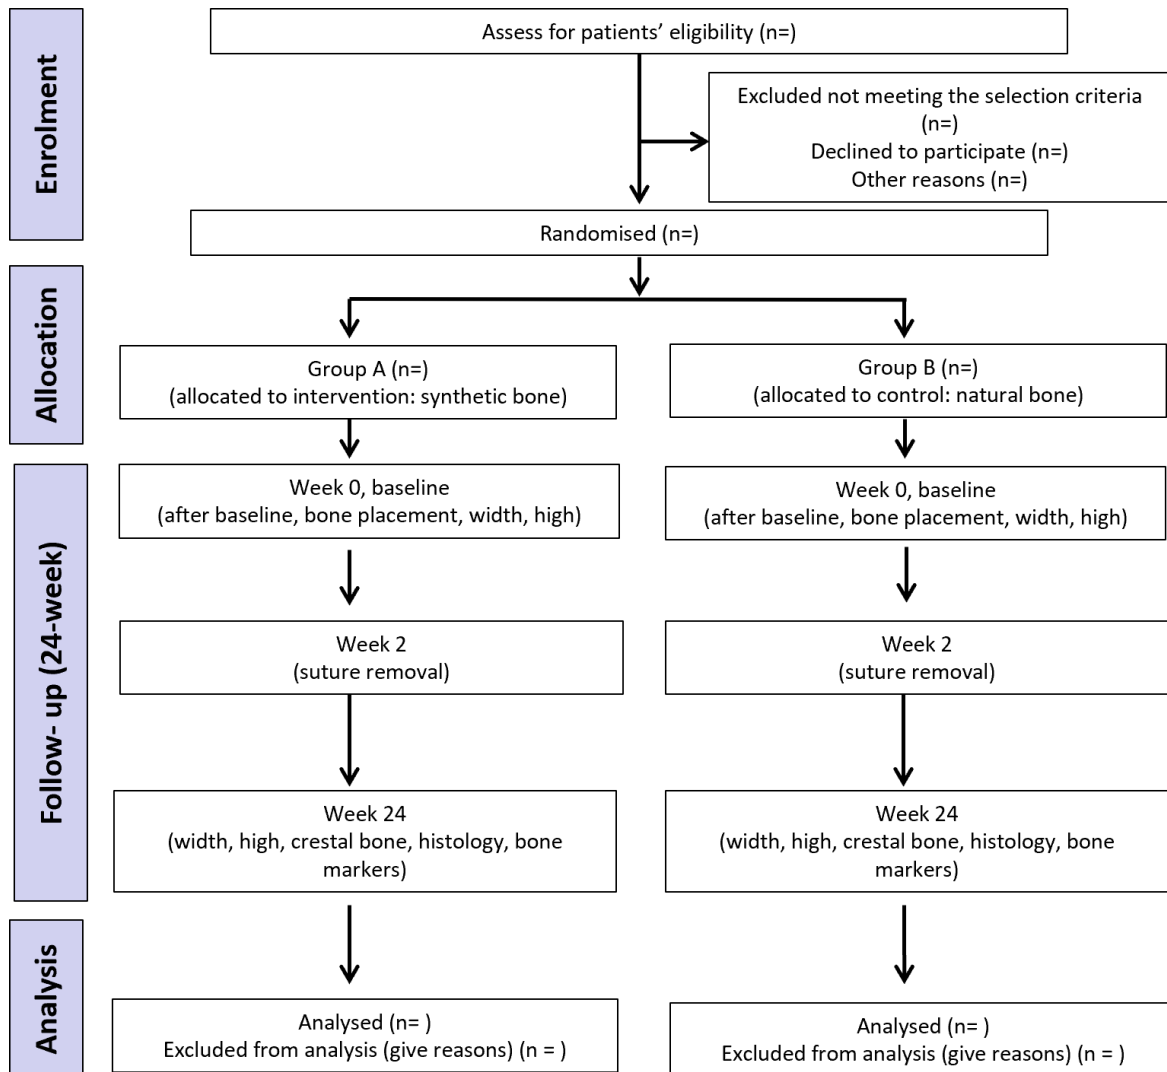 Enrolment
Assess for patients’ eligibility (n=)
Excluded not meeting the selection criteria
(n=)
Declined to participate (n=)
Other reasons (n=)
Randomised (n=)
Allocation
Group A (n=)
(allocated to intervention: synthetic bone)
Group B (n=)
(allocated to control: natural bone)
Follow- up (24-week)
Week 0, baseline
(after baseline, bone placement, width, high)
Week 0, baseline
(after baseline, bone placement, width, high)
Week 2
(suture removal)
Week 2
(suture removal)
Week 24
(width, high, crestal bone, histology, bone
markers)
Week 24
(width, high, crestal bone, histology, bone
markers)
Analysis
Analysed (n= )
Excluded from analysis (give reasons) (n = )
Analysed (n= )
Excluded from analysis (give reasons) (n = )